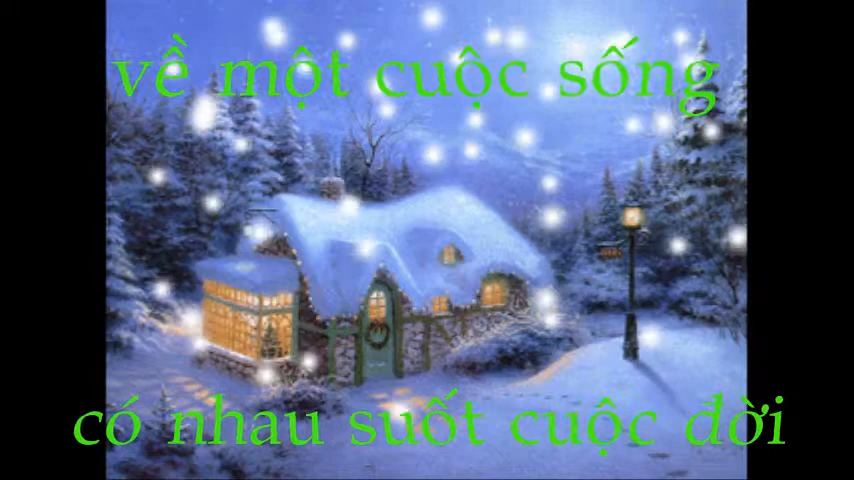 về một cuộc sống
có nhau suốt cuộc đời